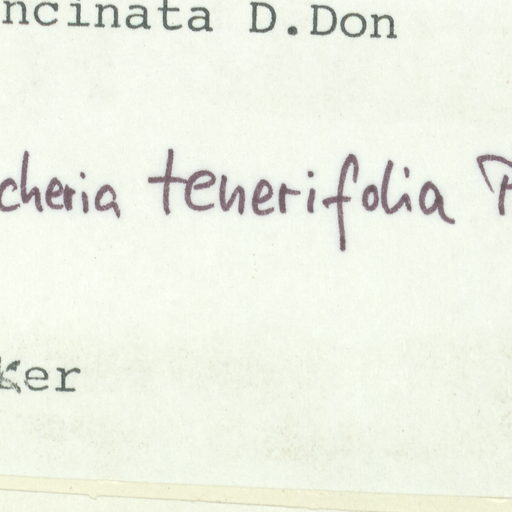 ncinata D.Don
cheria tenerifolia
ker